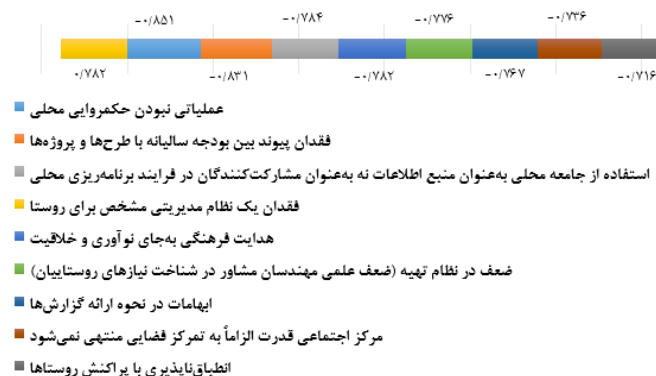 -۰/۸۵۱ -۰/۷۸۴ -۰/۷۷۶ -۰/۷۳۶
۰/۷۸۲ -۰/۸۳۱ -۰/۷۸۲ -۰/۷۶۷ -۰/۷۱۶
عملیاتی نبودن حکمروایی محلی
فقدان پیوند بین بودجه سالیانه با طرح‌ها و پروژه‌ها
استفاده از جامعه محلی به‌عنوان منبع اطلاعات نه به‌عنوان مشارکت‌کنندگان در فرایند برنامه‌ریزی محلی
فقدان یک نظام مدیریتی مشخص برای روستا
هدایت فرهنگی به‌جای نوآوری و خلاقیت
ضعف در نظام تهیه (ضعف علمی مهندسان مشاور در شناخت نیازهای روستاییان)
ابهامات در نحوه ارائه گزارش‌ها
مرکز اجتماعی قدرت الزاماً به تمرکز فضایی منتهی نمی‌شود
انطباق‌ناپذیری با پراکنش روستاها